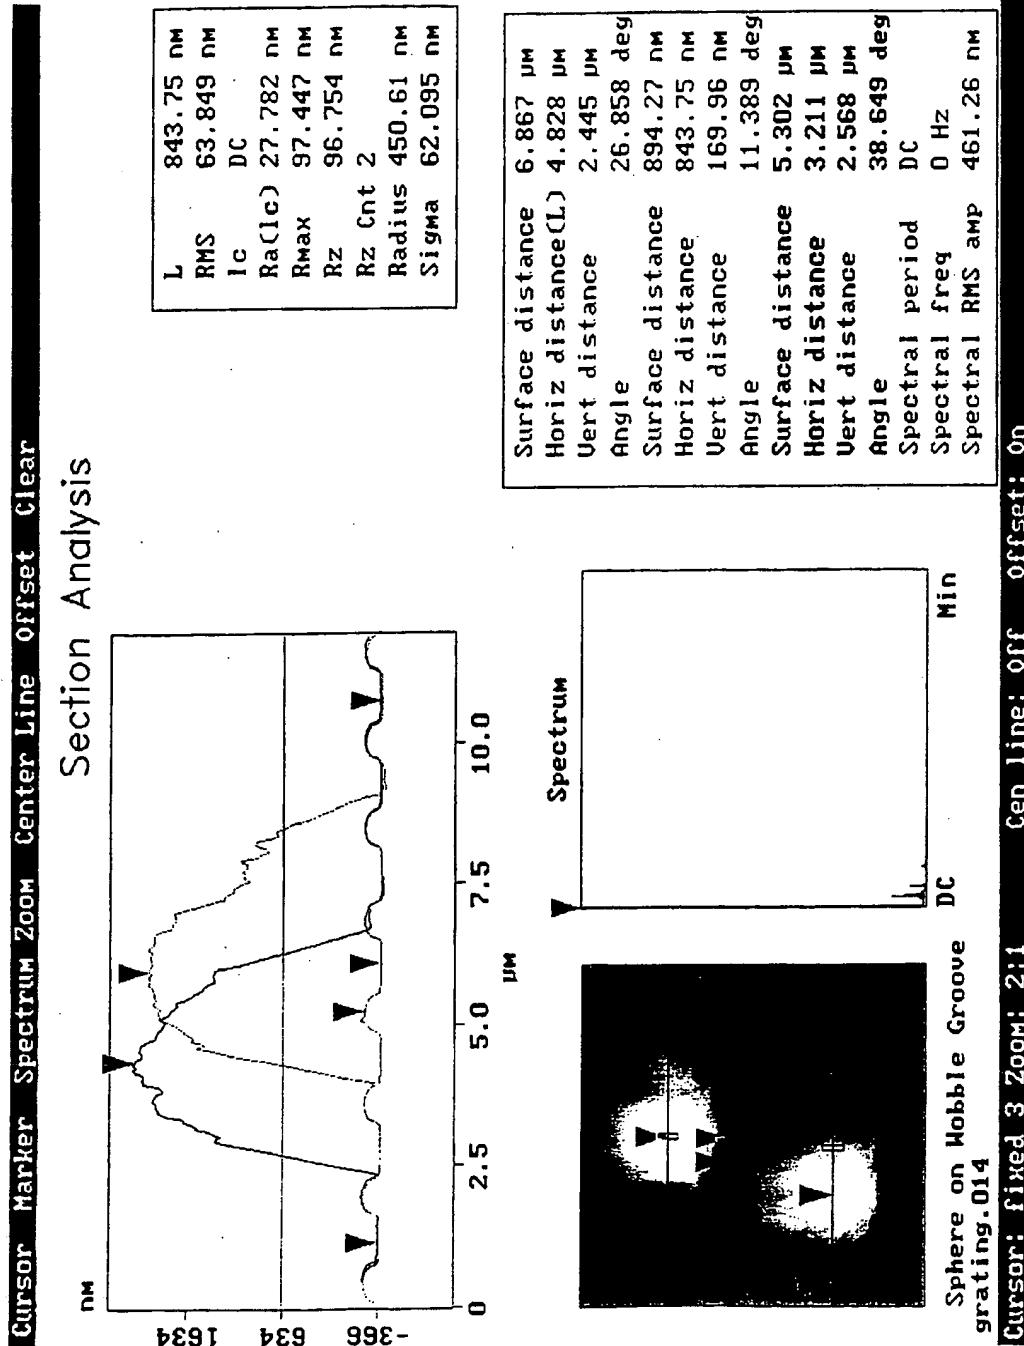 Cursor Marker Spectrum Zoom Center Line Offset Clear
Section Analysis
nm
1634
634
-366
0
2.5
5.0
7.5
10.0
µm
L 843.75 nm
RMS 63.849 nm
lc DC
Ra(lc) 27.782 nm
Rmax 97.447 nm
Rz 96.754 nm
Rz Cnt 2
Radius 450.61 nm
Sigma 62.095 nm
Spectrum
DC
Min
Surface distance 6.867 µm
Horiz distance(L) 4.828 µm
Vert distance 2.445 µm
Angle 26.858 deg
Surface distance 894.27 nm
Horiz distance 843.75 nm
Vert distance 169.96 nm
Angle 11.389 deg
Surface distance 5.302 µm
Horiz distance 3.211 µm
Vert distance 2.568 µm
Angle 38.649 deg
Spectral period DC
Spectral freq 0 Hz
Spectral RMS amp 461.26 nm
Sphere on Wobble Groove
grating.014
Cursor: fixed 3 Zoom: 2:1 Cen line: Off Offset: On